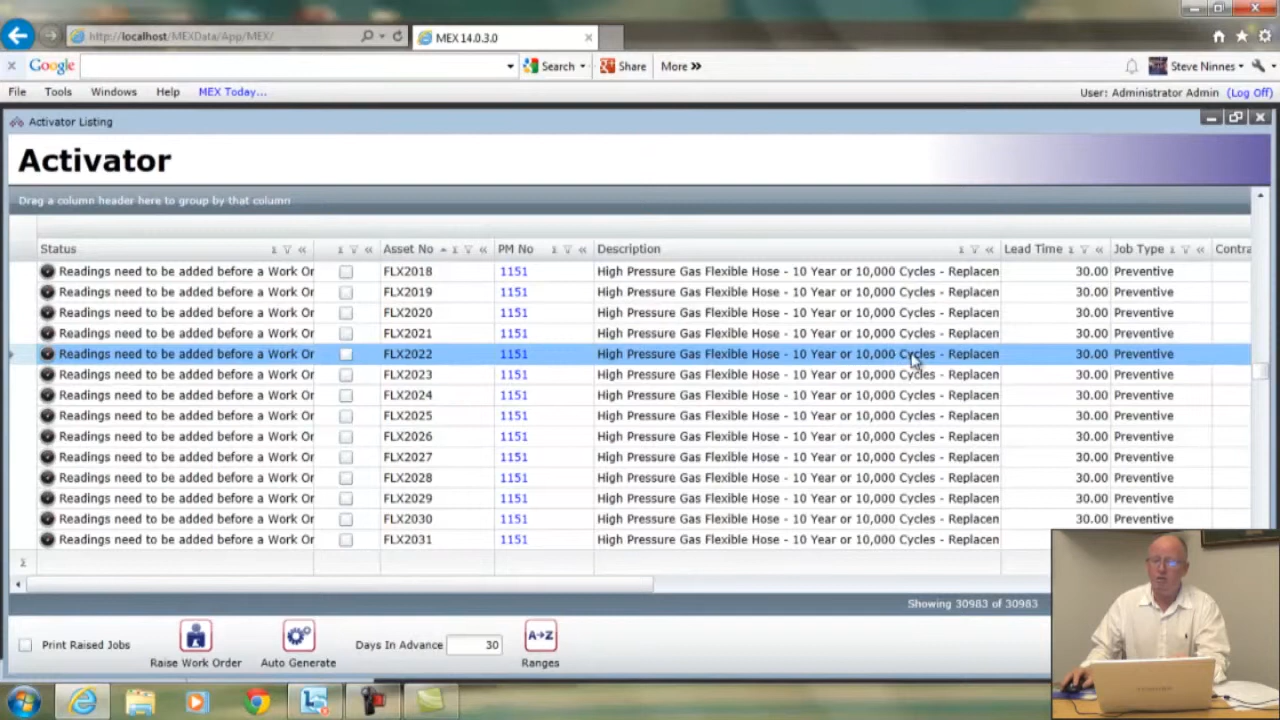 http://localhost/MEXData/App/MEX/
MEX 14.0.3.0
Google
Search
Share
More »
Steve Ninnes
File Tools Windows Help MEX Today...
User: Administrator Admin (Log Off)
Activator Listing
Activator
Drag a column header here to group by that column
Status Asset No PM No Description Lead Time Job Type Contra
Readings need to be added before a Work Or FLX2018 1151 High Pressure Gas Flexible Hose - 10 Year or 10,000 Cycles - Replacen 30.00 Preventive
Readings need to be added before a Work Or FLX2019 1151 High Pressure Gas Flexible Hose - 10 Year or 10,000 Cycles - Replacen 30.00 Preventive
Readings need to be added before a Work Or FLX2020 1151 High Pressure Gas Flexible Hose - 10 Year or 10,000 Cycles - Replacen 30.00 Preventive
Readings need to be added before a Work Or FLX2021 1151 High Pressure Gas Flexible Hose - 10 Year or 10,000 Cycles - Replacen 30.00 Preventive
Readings need to be added before a Work Or FLX2022 1151 High Pressure Gas Flexible Hose - 10 Year or 10,000 Cycles - Replacen 30.00 Preventive
Readings need to be added before a Work Or FLX2023 1151 High Pressure Gas Flexible Hose - 10 Year or 10,000 Cycles - Replacen 30.00 Preventive
Readings need to be added before a Work Or FLX2024 1151 High Pressure Gas Flexible Hose - 10 Year or 10,000 Cycles - Replacen 30.00 Preventive
Readings need to be added before a Work Or FLX2025 1151 High Pressure Gas Flexible Hose - 10 Year or 10,000 Cycles - Replacen 30.00 Preventive
Readings need to be added before a Work Or FLX2026 1151 High Pressure Gas Flexible Hose - 10 Year or 10,000 Cycles - Replacen 30.00 Preventive
Readings need to be added before a Work Or FLX2027 1151 High Pressure Gas Flexible Hose - 10 Year or 10,000 Cycles - Replacen 30.00 Preventive
Readings need to be added before a Work Or FLX2028 1151 High Pressure Gas Flexible Hose - 10 Year or 10,000 Cycles - Replacen 30.00 Preventive
Readings need to be added before a Work Or FLX2029 1151 High Pressure Gas Flexible Hose - 10 Year or 10,000 Cycles - Replacen 30.00 Preventive
Readings need to be added before a Work Or FLX2030 1151 High Pressure Gas Flexible Hose - 10 Year or 10,000 Cycles - Replacen 30.00 Preventive
Readings need to be added before a Work Or FLX2031 1151 High Pressure Gas Flexible Hose - 10 Year or 10,000 Cycles - Replacen
Showing 30983 of 30983
Print Raised Jobs
Raise Work Order
Auto Generate
Days In Advance 30
A→Z
Ranges
TOSHIBA